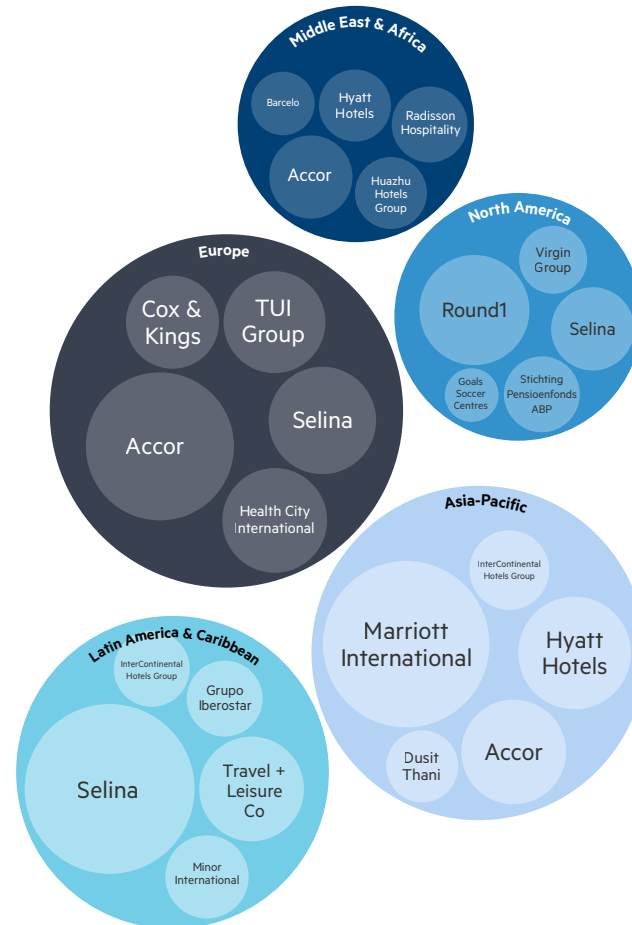 Middle East & Africa
Barcelo
Hyatt
Hotels
Radisson
Hospitality
Accor
Huazhu
Hotels
Group
North America
Virgin
Group
Round1
Selina
Goals
Soccer
Centres
Stichting
Pensioenfonds
ABP
Europe
Cox &
Kings
TUI
Group
Accor
Selina
Health City
International
Asia-Pacific
InterContinental
Hotels Group
Marriott
International
Hyatt
Hotels
Dusit
Thani
Accor
Latin America & Caribbean
InterContinental
Hotels Group
Grupo
Iberostar
Selina
Travel +
Leisure
Co
Minor
International